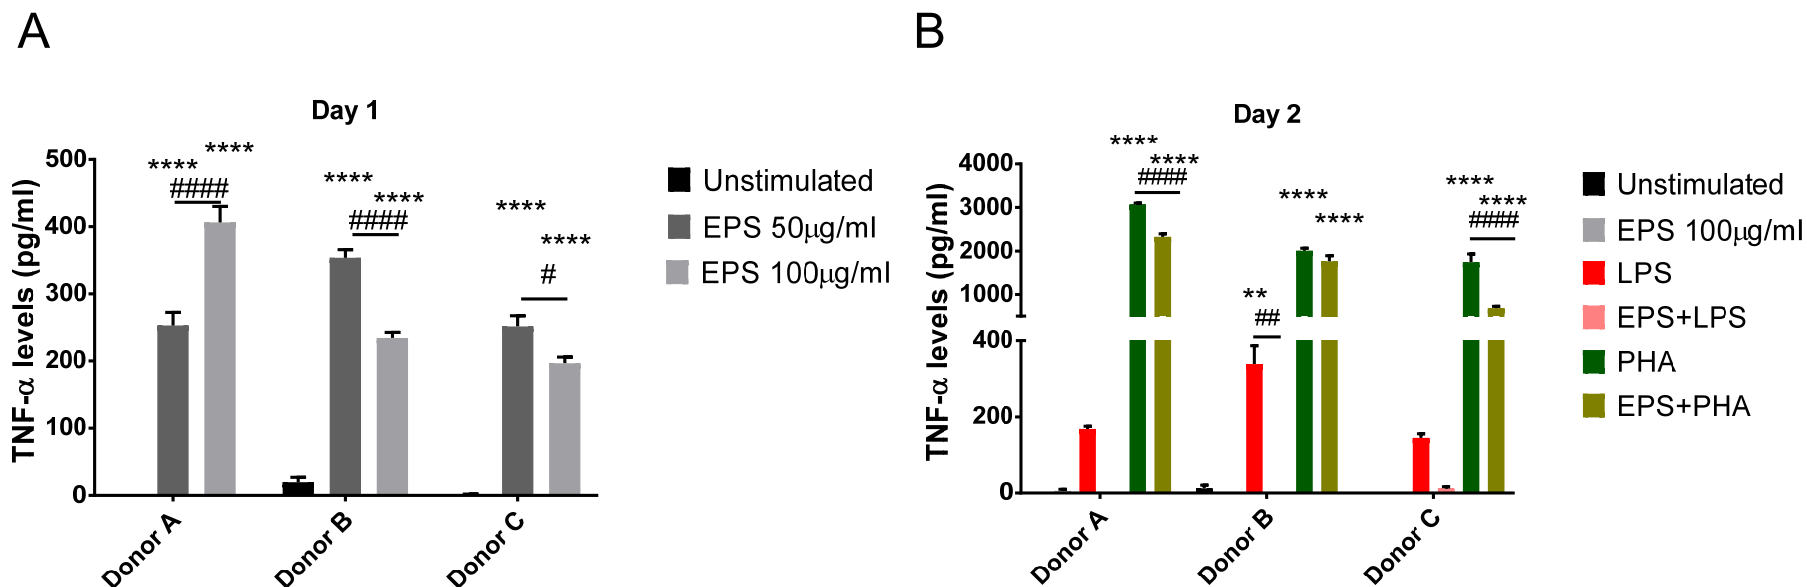 A
Day 1
TNF-α levels (pg/ml)
500
400
300
200
100
0
****
****
####
****
****
####
****
****
#
Donor A
Donor B
Donor C
Unstimulated
EPS 50μg/ml
EPS 100μg/ml
B
Day 2
TNF-α levels (pg/ml)
4000
3000
2000
1000
400
200
0
****
****
####
**
##
****
****
****
****
####
Donor A
Donor B
Donor C
Unstimulated
EPS 100μg/ml
LPS
EPS+LPS
PHA
EPS+PHA